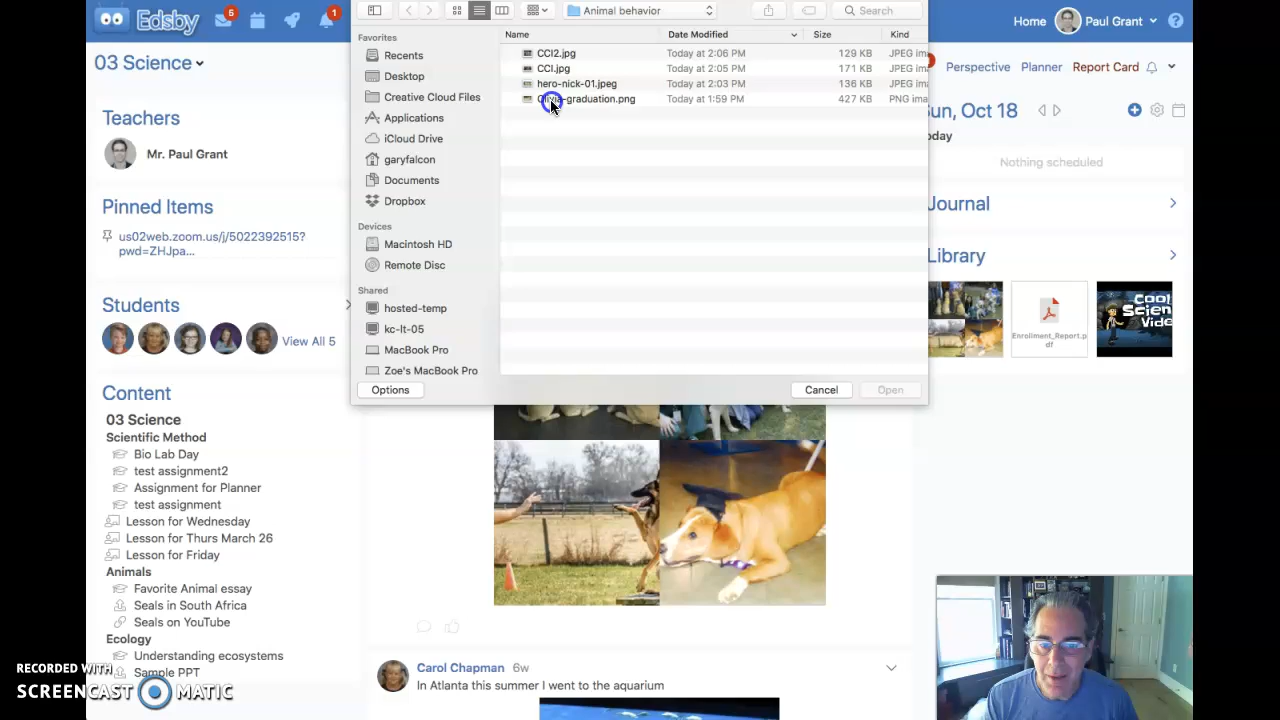 Edsby
5
1
Animal behavior
Search
Home
Paul Grant
03 Science
Perspective
Planner
Report Card
Name
Date Modified
Size
Kind
CCI2.jpg
Today at 2:06 PM
129 KB
JPEG ima
CCI.jpg
Today at 2:05 PM
171 KB
JPEG ima
hero-nick-01.jpeg
Today at 2:03 PM
136 KB
JPEG ima
-graduation.png
Today at 1:59 PM
427 KB
PNG imag
Favorites
Recents
Desktop
Creative Cloud Files
Applications
iCloud Drive
garyfalcon
Documents
Dropbox
Devices
Macintosh HD
Remote Disc
Shared
hosted-temp
kc-lt-05
MacBook Pro
Zoe's MacBook Pro
Options
Cancel
Open
Teachers
Mr. Paul Grant
Pinned Items
us02web.zoom.us/j/5022392515?
pwd=ZHJpa...
Students
View All 5
Content
03 Science
Scientific Method
Bio Lab Day
test assignment2
Assignment for Planner
test assignment
Lesson for Wednesday
Lesson for Thurs March 26
Lesson for Friday
Animals
Favorite Animal essay
Seals in South Africa
Seals on YouTube
Ecology
Understanding ecosystems
Sample PPT
un, Oct 18
oday
Nothing scheduled
Journal
Library
Enrollment_Report.p
df
Cool
Scien
Vide
Carol Chapman 6w
In Atlanta this summer I went to the aquarium
RECORDED WITH
SCREENCAST MATIC